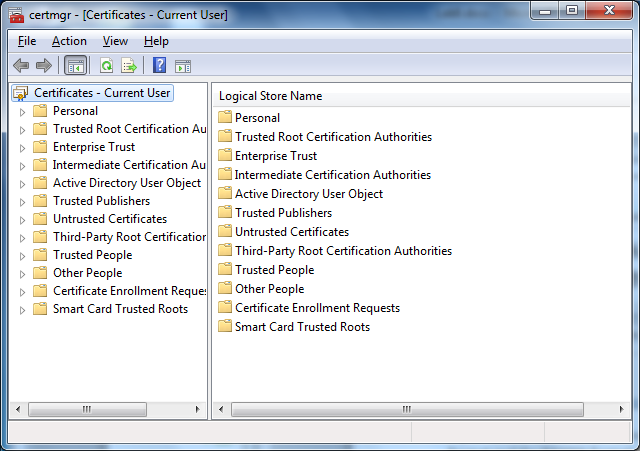 certmgr - [Certificates - Current User]
File Action View Help
Certificates - Current User
Personal
Trusted Root Certification Au
Enterprise Trust
Intermediate Certification Au
Active Directory User Object
Trusted Publishers
Untrusted Certificates
Third-Party Root Certification
Trusted People
Other People
Certificate Enrollment Reques
Smart Card Trusted Roots
Logical Store Name
Personal
Trusted Root Certification Authorities
Enterprise Trust
Intermediate Certification Authorities
Active Directory User Object
Trusted Publishers
Untrusted Certificates
Third-Party Root Certification Authorities
Trusted People
Other People
Certificate Enrollment Requests
Smart Card Trusted Roots